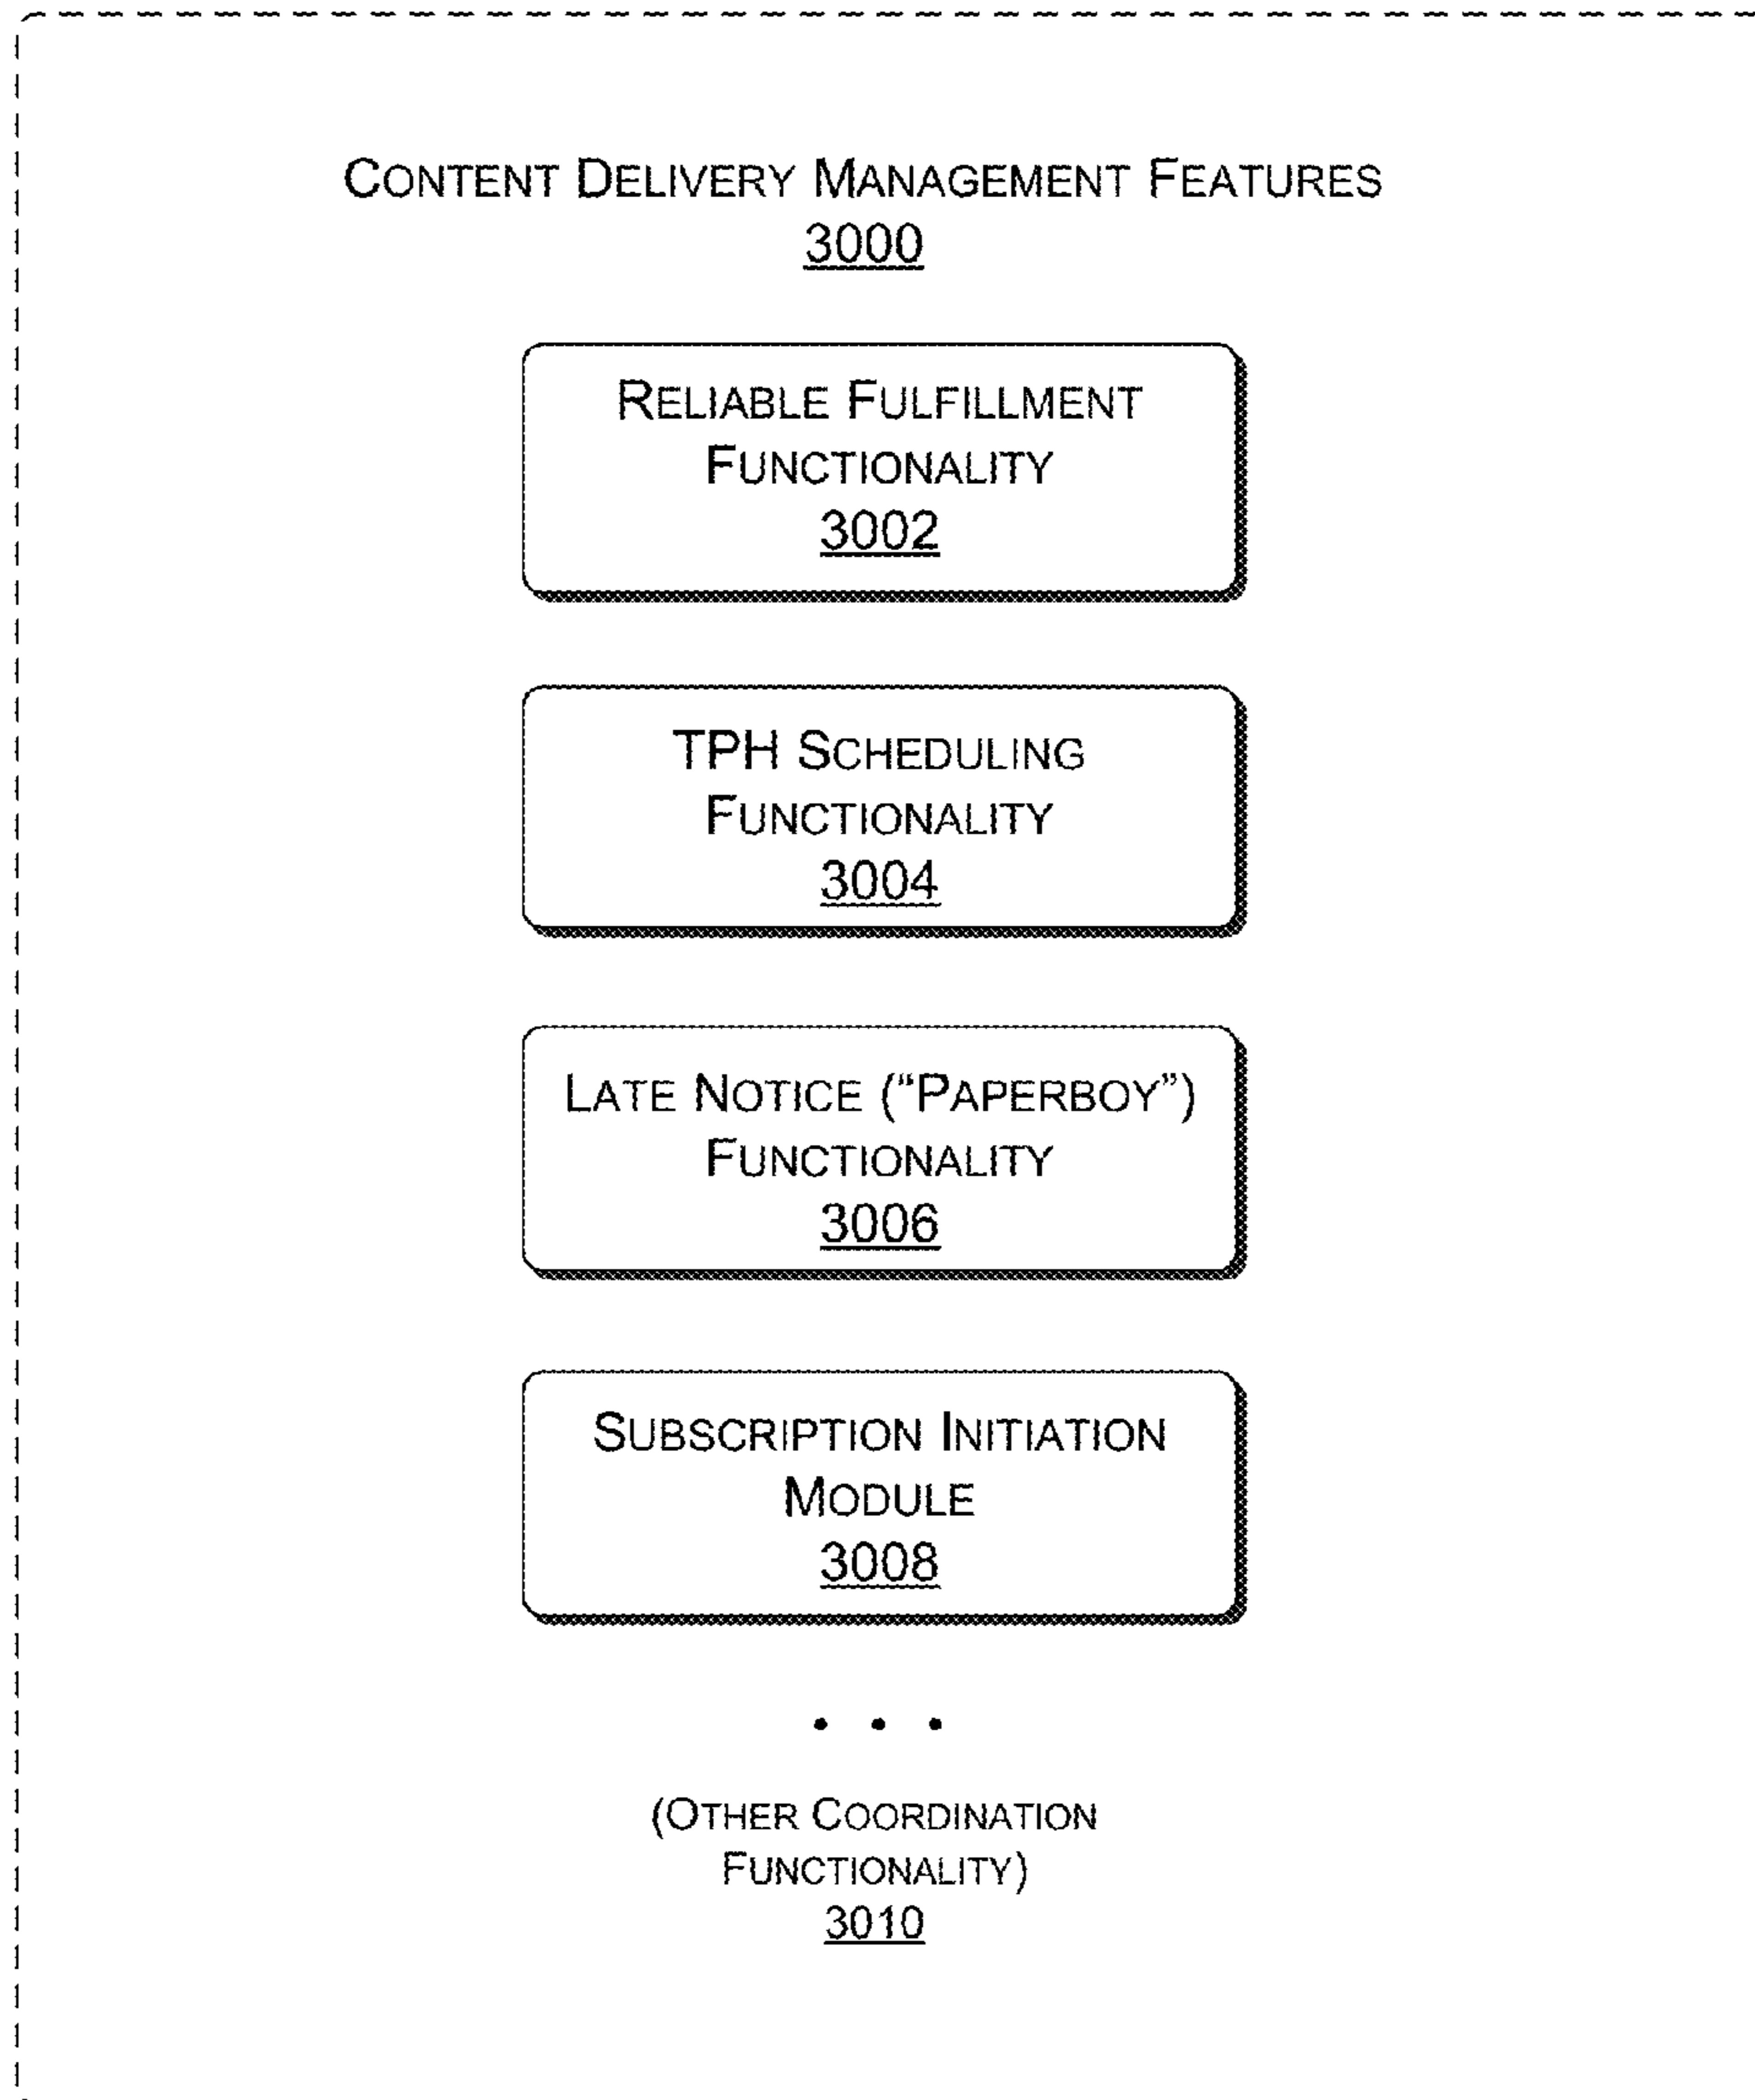 CONTENT DELIVERY MANAGEMENT FEATURES
3000
RELIABLE FULFILLMENT
FUNCTIONALITY
3002
TPH SCHEDULING
FUNCTIONALITY
3004
LATE NOTICE (“PAPERBOY”)
FUNCTIONALITY
3006
SUBSCRIPTION INITIATION
MODULE
3008
. . .
(OTHER COORDINATION
FUNCTIONALITY)
3010